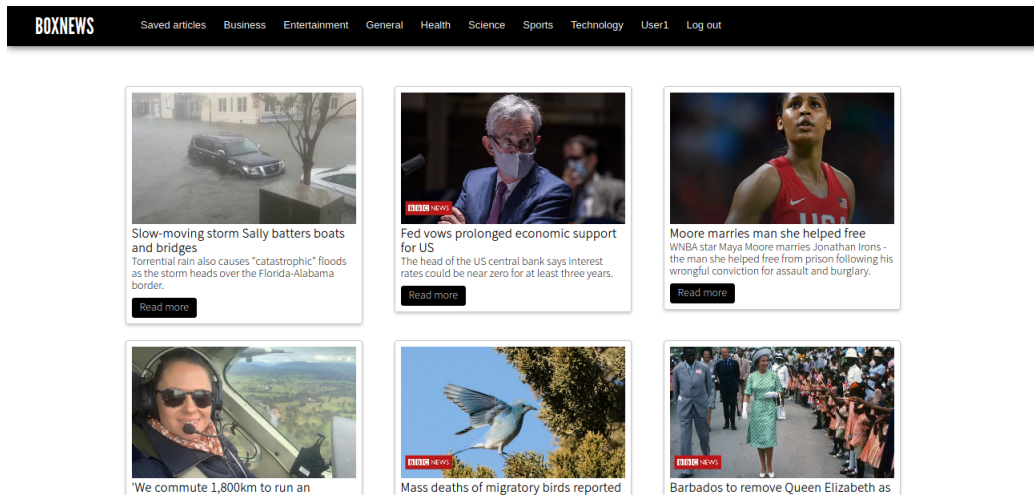 BOXNEWS Saved articles Business Entertainment General Health Science Sports Technology User1 Log out
BBC NEWS
USA
Slow-moving storm Sally batters boats
and bridges
Torrential rain also causes "catastrophic" floods
as the storm heads over the Florida-Alabama
border.
Read more
Fed vows prolonged economic support
for US
The head of the US central bank says interest
rates could be near zero for at least three years.
Read more
Moore marries man she helped free
WNBA star Maya Moore marries Jonathan Irons -
the man she helped free from prison following his
wrongful conviction for assault and burglary.
Read more
BBC NEWS
BBC NEWS
'We commute 1,800km to run an
Mass deaths of migratory birds reported
Barbados to remove Queen Elizabeth as